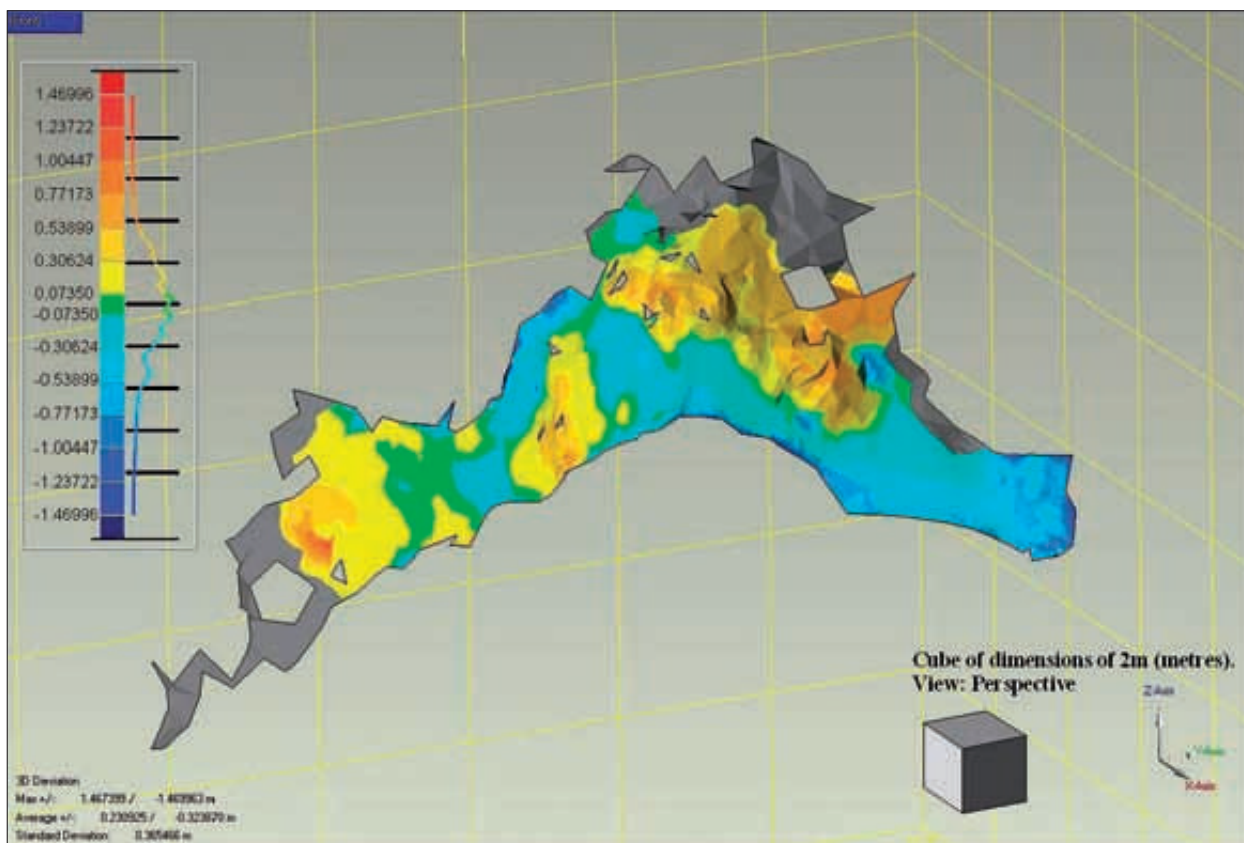 1.46996
1.23722
1.00447
0.77173
0.53899
0.30624
0.07350
-0.07350
-0.30624
-0.53899
-0.77173
-1.00447
-1.23722
-1.46996
Cube of dimensions of 2m (metres).
View: Perspective
Z-Axis
Y-Axis
X-Axis
3D Deviation
Max +/-: 1.467399 / -1.469963 m
Average +/-: 0.230925 / -0.323870 m
Standard Deviation: 0.365466 m